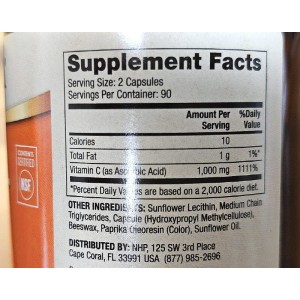 Supplement Facts
Serving Size: 2 Capsules
Servings Per Container: 90
Amount Per Serving %Daily Value
Calories 10
Total Fat 1 g 1%*
Vitamin C (as Ascorbic Acid) 1,000 mg 1111%
*Percent Daily Values are based on a 2,000 calorie diet.
OTHER INGREDIENTS: Sunflower Lecithin, Medium Chain
Triglycerides, Capsule (Hydroxypropyl Methylcellulose),
Beeswax, Paprika Oleoresin (Color), Sunflower Oil.
DISTRIBUTED BY: NHP, 125 SW 3rd Place
Cape Coral, FL 33991 USA (877) 985-2696
CONTENTS
CERTIFIED
NSF